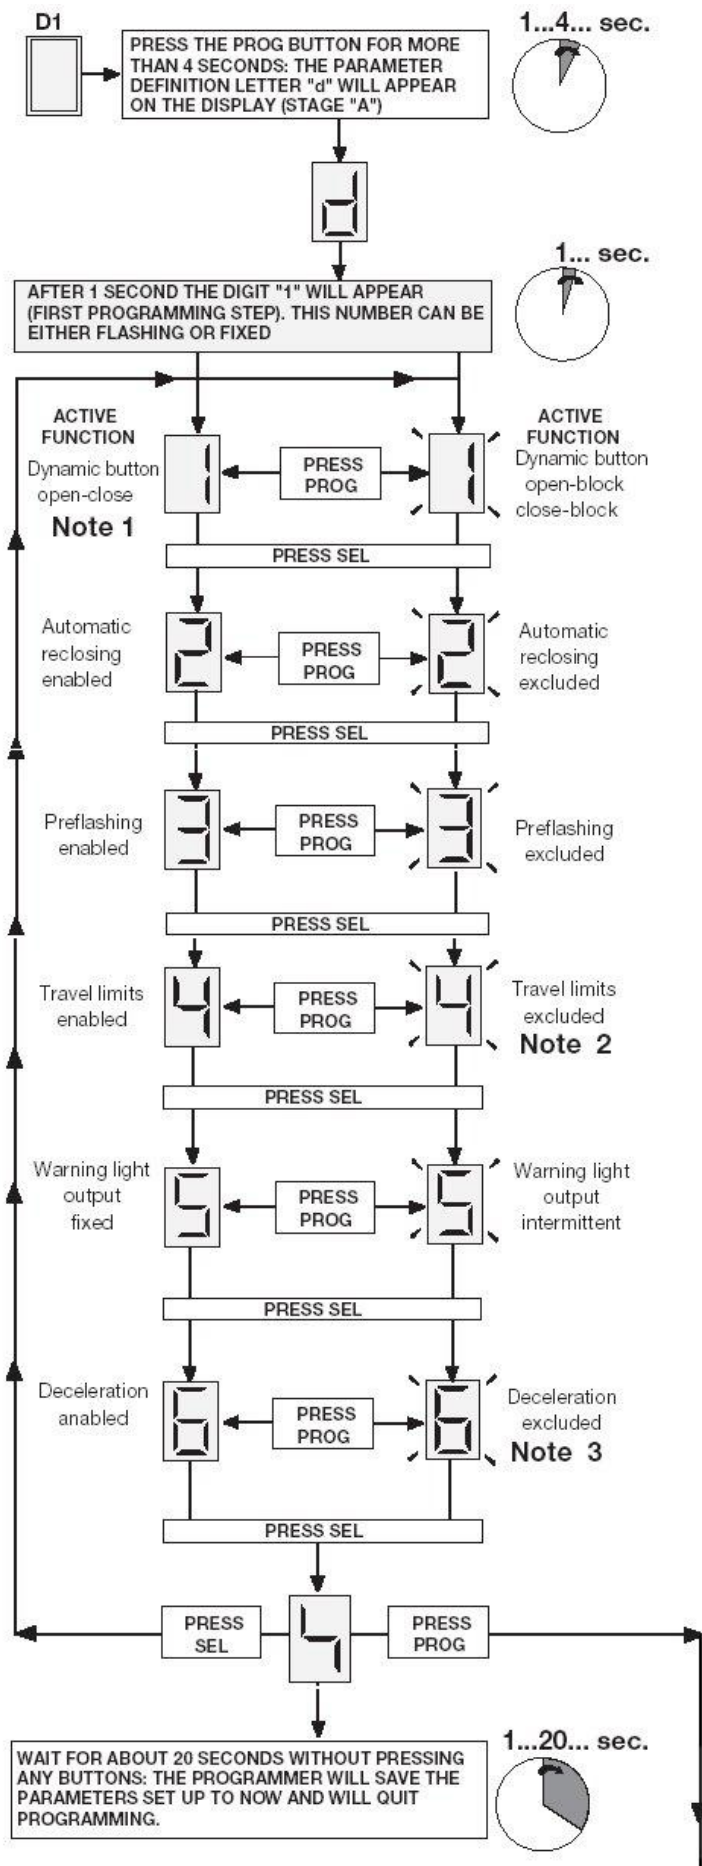 D1
1...4... sec.
PRESS THE PROG BUTTON FOR MORE
THAN 4 SECONDS: THE PARAMETER
DEFINITION LETTER "d" WILL APPEAR
ON THE DISPLAY (STAGE "A")
d
1... sec.
AFTER 1 SECOND THE DIGIT "1" WILL APPEAR
(FIRST PROGRAMMING STEP). THIS NUMBER CAN BE
EITHER FLASHING OR FIXED
ACTIVE
FUNCTION
Dynamic button
open-close
Note 1
1
PRESS
PROG
1
ACTIVE
FUNCTION
Dynamic button
open-block
close-block
PRESS SEL
Automatic
reclosing
enabled
2
PRESS
PROG
2
Automatic
reclosing
excluded
PRESS SEL
Preflashing
enabled
3
PRESS
PROG
3
Preflashing
excluded
PRESS SEL
Travel limits
enabled
4
PRESS
PROG
4
Travel limits
excluded
Note 2
PRESS SEL
Warning light
output
fixed
5
PRESS
PROG
5
Warning light
output
intermittent
PRESS SEL
Deceleration
anabled
6
PRESS
PROG
6
Deceleration
excluded
Note 3
PRESS SEL
PRESS
SEL
PRESS
PROG
WAIT FOR ABOUT 20 SECONDS WITHOUT PRESSING
ANY BUTTONS: THE PROGRAMMER WILL SAVE THE
PARAMETERS SET UP TO NOW AND WILL QUIT
PROGRAMMING.
1...20... sec.